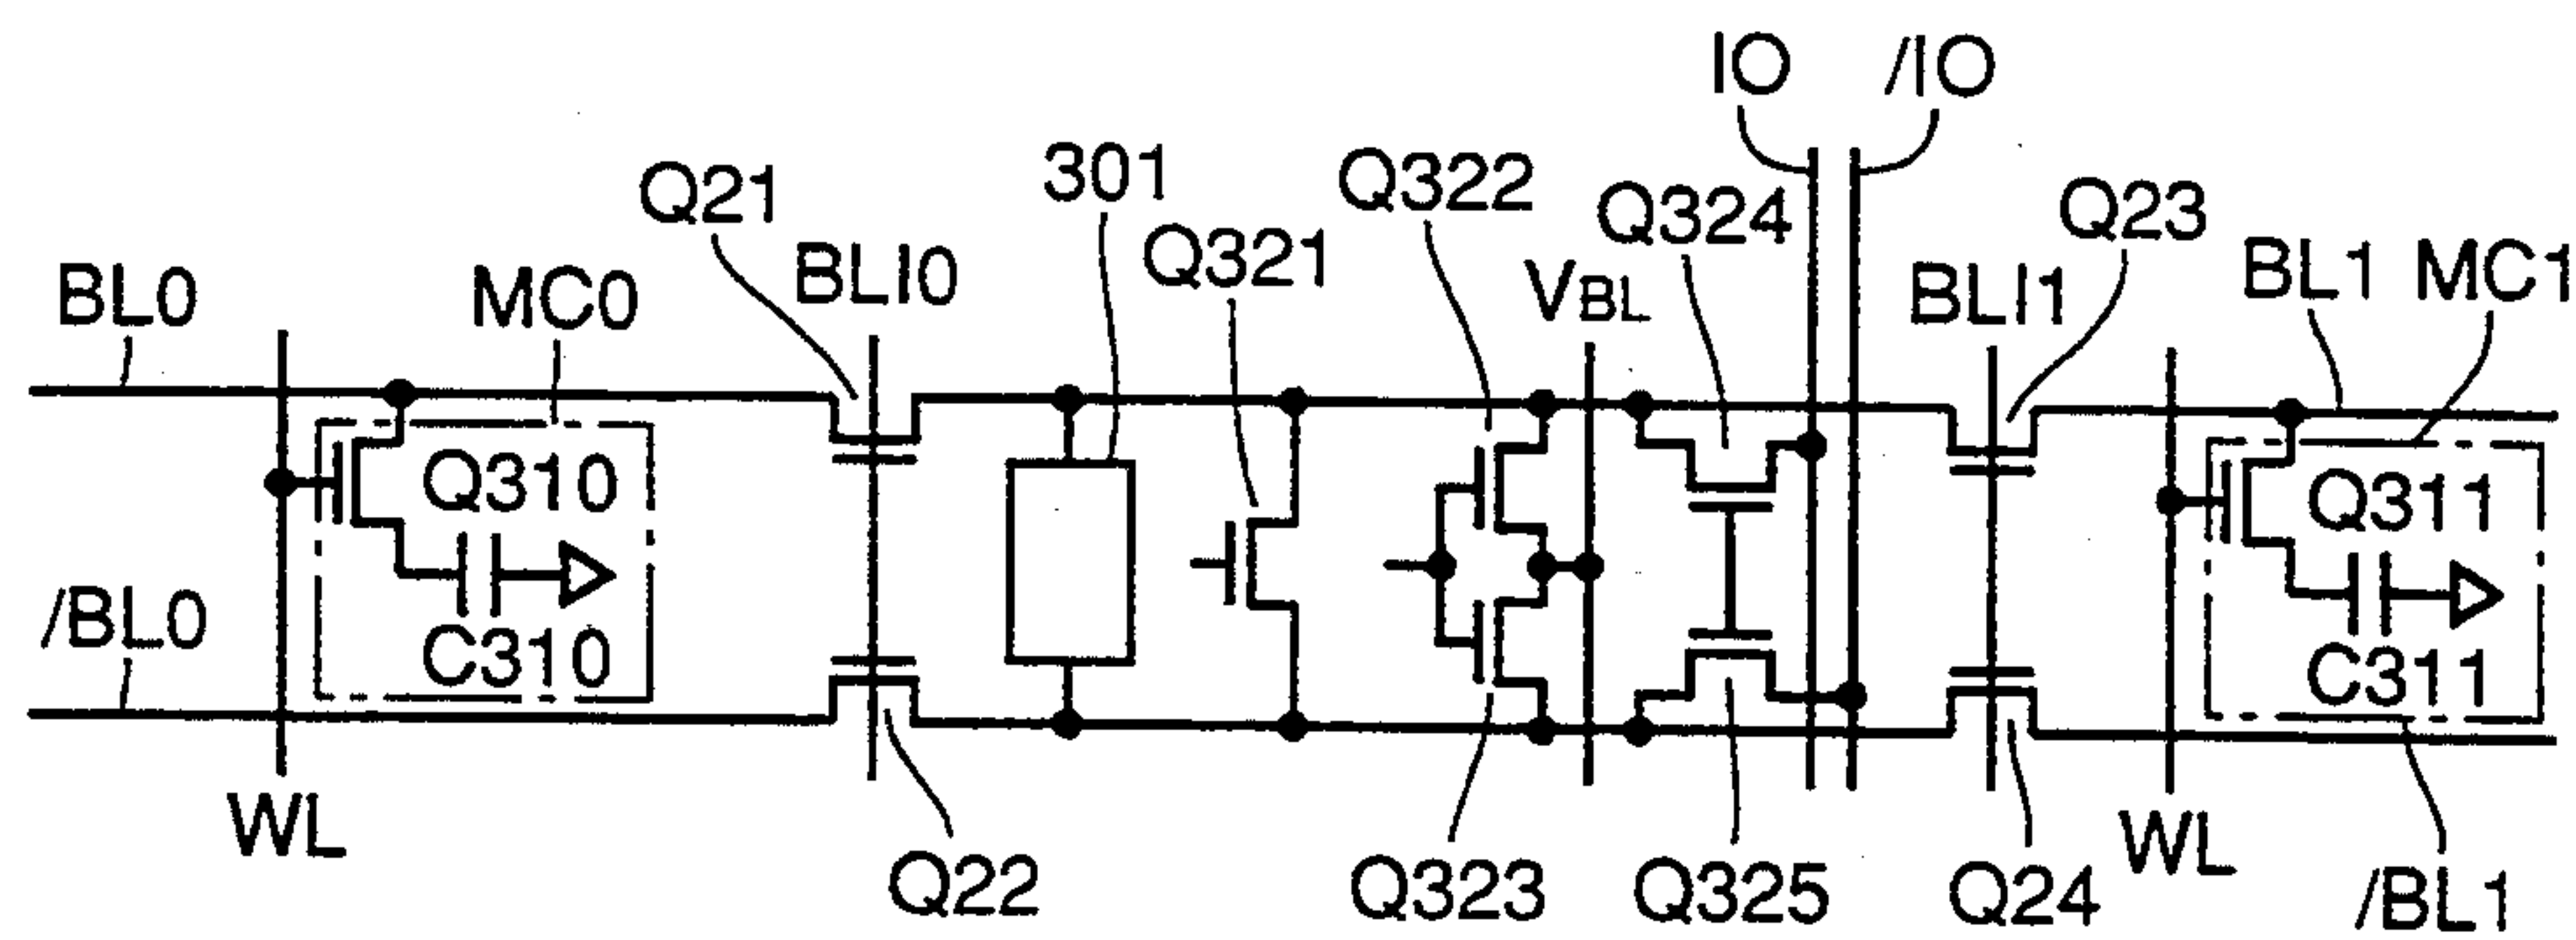 IO /IO
Q21 301 Q322 Q324 Q23
BL0 MC0 BLI0 Q321 VBL BLI1 BL1 MC1
Q310 Q311
/BL0 C310 C311
WL Q22 Q323 Q325 Q24 WL /BL1